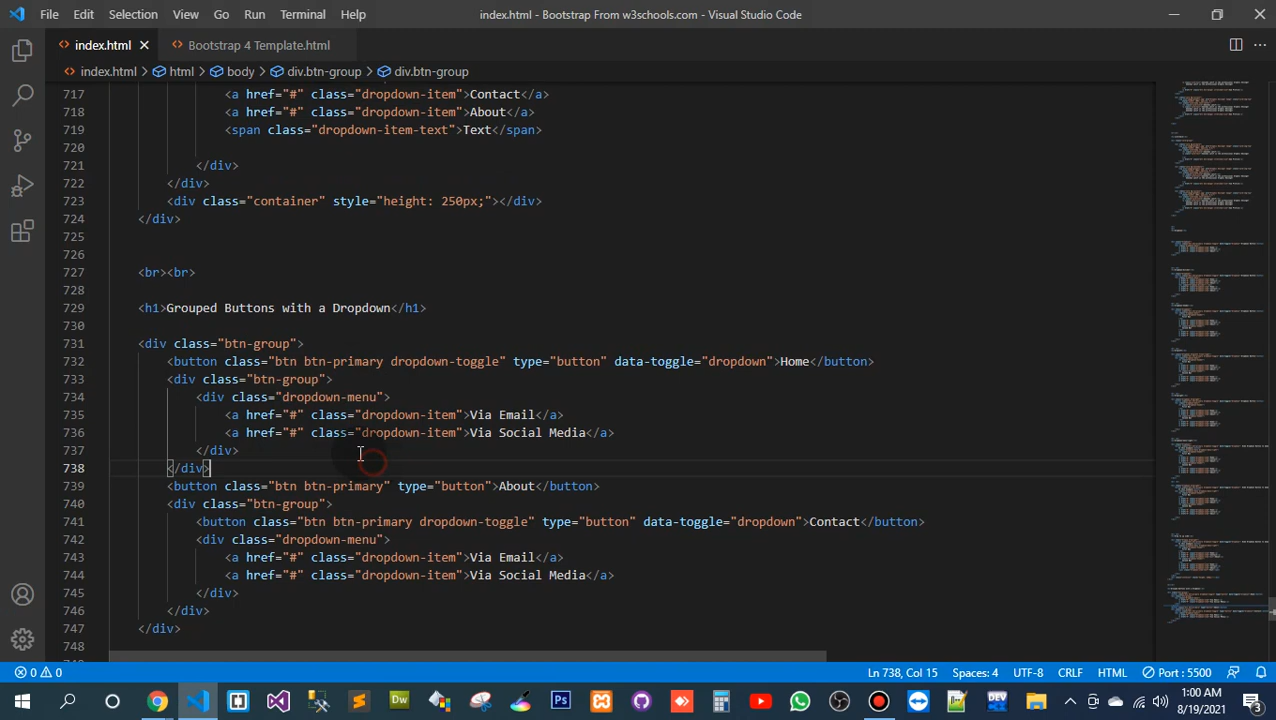 File Edit Selection View Go Run Terminal Help index.html - Bootstrap From w3schools.com - Visual Studio Code
index.html Bootstrap 4 Template.html
index.html > html > body > div.btn-group > div.btn-group
717 <a href="#" class="dropdown-item">Co </a>
718 <a href="#" class="dropdown-item">About</a>
719 <span class="dropdown-item-text">Text</span>
720
721 </div>
722 </div>
723 <div class="container" style="height: 250px;"></div>
724 </div>
725
726
727 <br><br>
728
729 <h1>Grouped Buttons with a Dropdown</h1>
730
731 <div class="btn-group">
732 <button class="btn btn-primary dropdown-toggle" type="button" data-toggle="dropdown">Home</button>
733 <div class="btn-group">
734 <div class="dropdown-menu">
735 <a href="#" class="dropdown-item">Via Email</a>
736 <a href="#" class="dropdown-item">Via Social Media</a>
737 </div>
738 </div>
739 <button class="btn btn-primary" type="button">About</button>
740 <div class="btn-group">
741 <button class="btn btn-primary dropdown-toggle" type="button" data-toggle="dropdown">Contact</button>
742 <div class="dropdown-menu">
743 <a href="#" class="dropdown-item">Via Email</a>
744 <a href="#" class="dropdown-item">Via Social Media</a>
745 </div>
746 </div>
747 </div>
748
0 0 Ln 738, Col 15 Spaces: 4 UTF-8 CRLF HTML Port : 5500
Dw Ps DEV 1:00 AM
8/19/2021 3